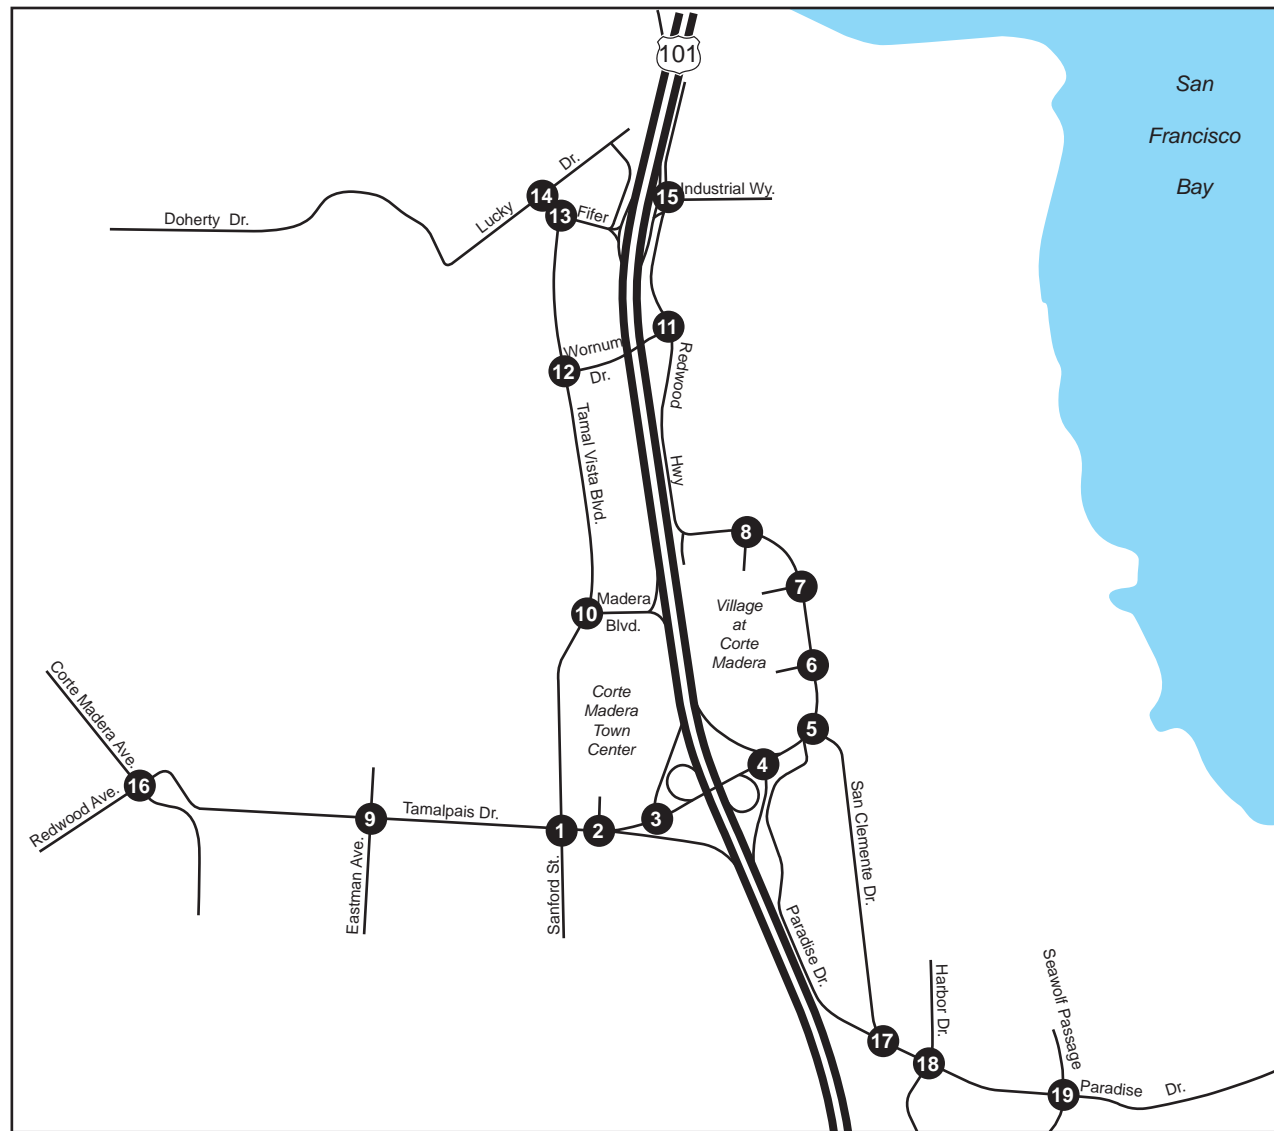 101
San
Francisco
Bay
Dr.
14
15
Industrial Wy.
Lucky
13
Fifer
Doherty Dr.
11
Wornum
Dr.
12
Redwood
Hwy
Tamal Vista Blvd.
8
7
Madera
Blvd.
10
Village
at
Corte
Madera
6
Corte Madera Ave.
Corte
Madera
Town
Center
5
4
16
Redwood Ave.
Tamalpais Dr.
9
1
2
3
San Clemente Dr.
Eastman Ave.
Sanford St.
Paradise Dr.
Harbor Dr.
Seawolf Passage
17
18
19
Paradise Dr.